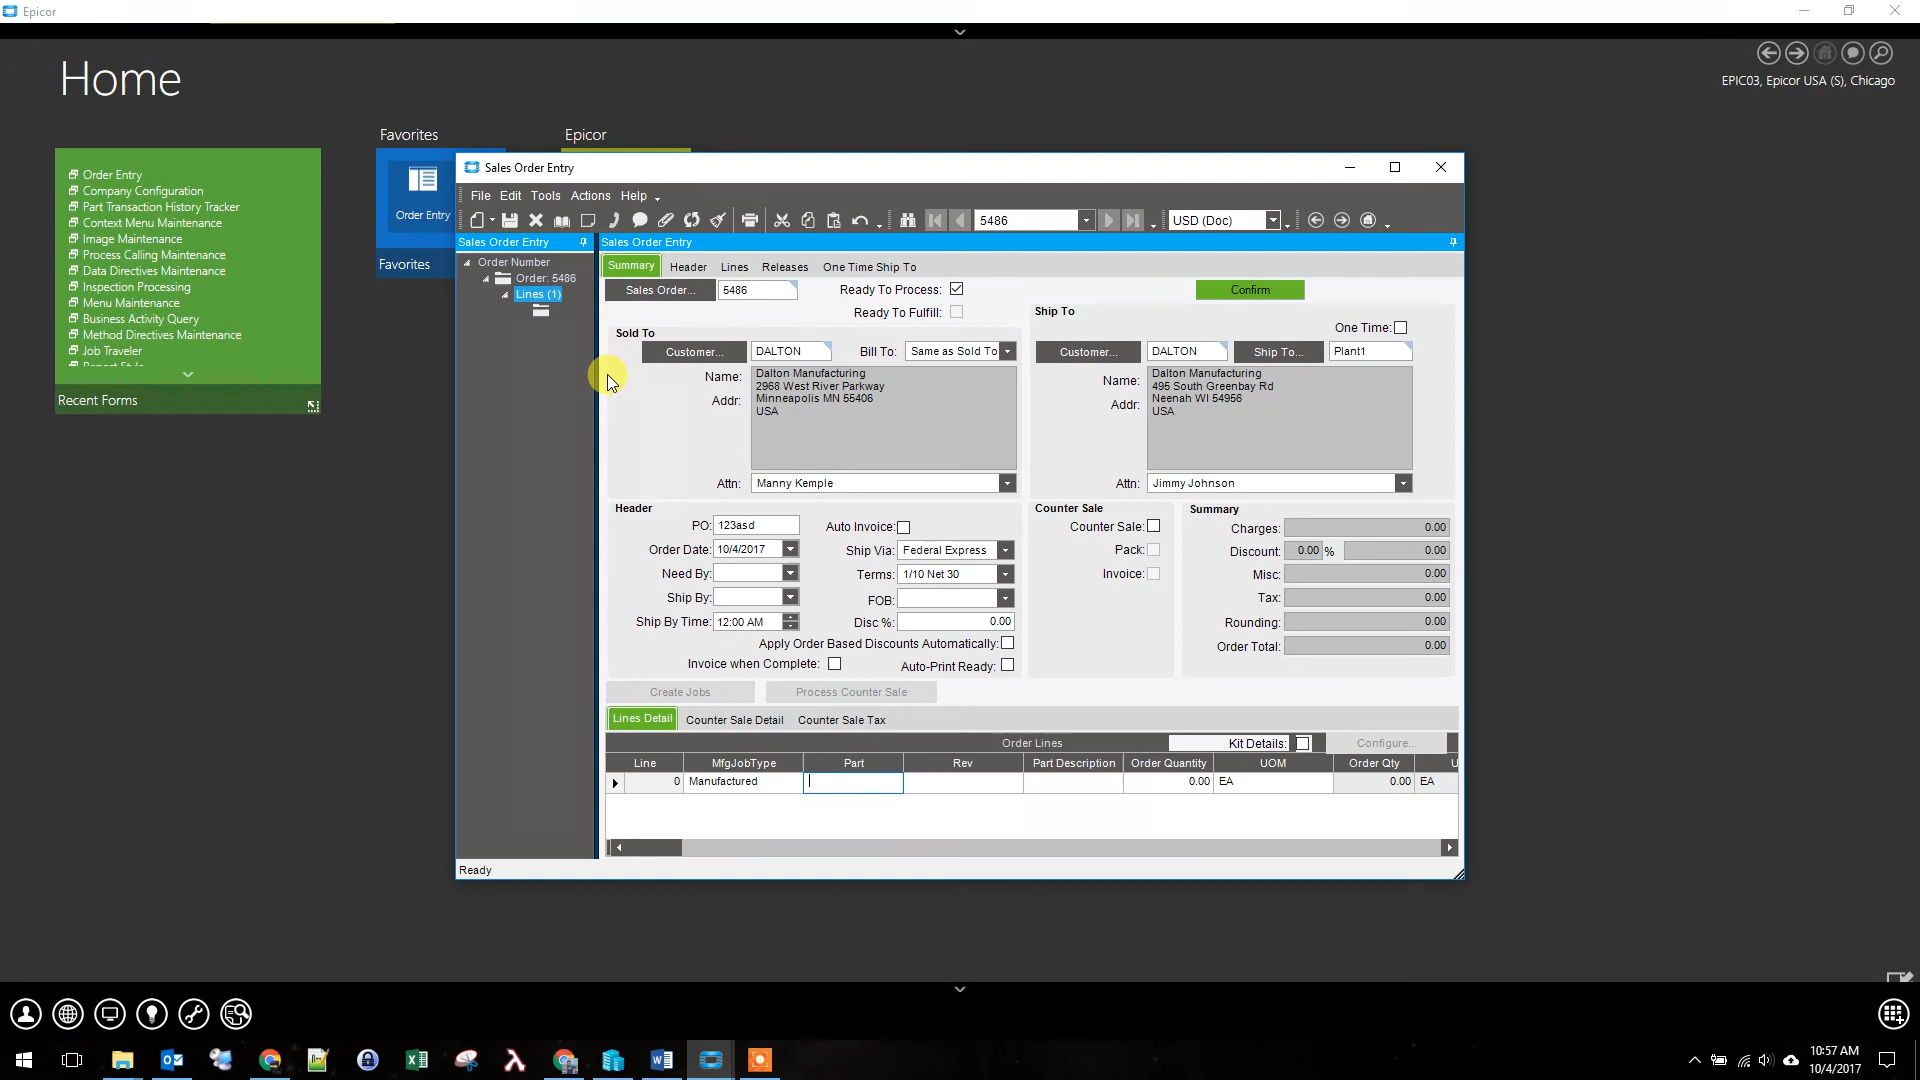 Epicor
Home
EPIC03, Epicor USA (S), Chicago
Favorites
Epicor
Order Entry
Company Configuration
Part Transaction History Tracker
Context Menu Maintenance
Image Maintenance
Process Calling Maintenance
Data Directives Maintenance
Inspection Processing
Menu Maintenance
Business Activity Query
Method Directives Maintenance
Job Traveler
Report Style
Recent Forms
Order Entry
Favorites
Sales Order Entry
File Edit Tools Actions Help
5486 USD (Doc)
Sales Order Entry
Sales Order Entry
Order Number
Order: 5486
Lines (1)
Summary Header Lines Releases One Time Ship To
Sales Order... 5486 Ready To Process: Confirm
Ready To Fulfill:
Sold To
Customer... DALTON Bill To: Same as Sold To
Name: Dalton Manufacturing
2968 West River Parkway
Addr: Minneapolis MN 55406
USA
Attn: Manny Kemple
Ship To
One Time:
Customer... DALTON Ship To... Plant1
Name: Dalton Manufacturing
495 South Greenbay Rd
Addr: Neenah WI 54956
USA
Attn: Jimmy Johnson
Header
PO: 123asd Auto Invoice:
Order Date: 10/4/2017 Ship Via: Federal Express
Need By: Terms: 1/10 Net 30
Ship By: FOB:
Ship By Time: 12:00 AM Disc %: 0.00
Apply Order Based Discounts Automatically:
Invoice when Complete: Auto-Print Ready:
Counter Sale
Counter Sale:
Pack:
Invoice:
Summary
Charges: 0.00
Discount: 0.00 % 0.00
Misc: 0.00
Tax: 0.00
Rounding: 0.00
Order Total: 0.00
Create Jobs Process Counter Sale
Lines Detail Counter Sale Detail Counter Sale Tax
Order Lines Kit Details: Configure...
Line MfgJobType Part Rev Part Description Order Quantity UOM Order Qty U
0 Manufactured 0.00 EA 0.00 EA
Ready
10:57 AM
10/4/2017